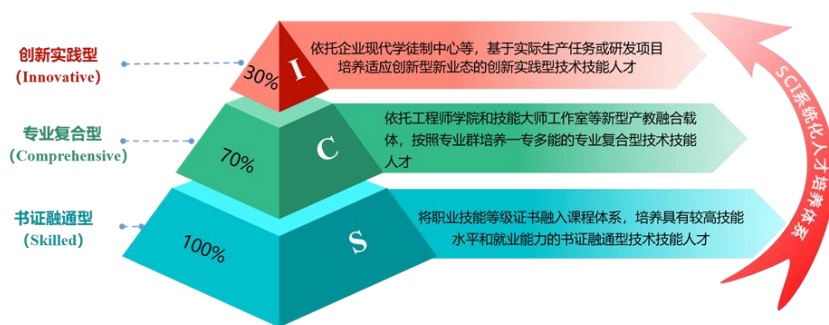 创新实践型
(Innovative)
30%
I
依托企业现代学徒制中心等，基于实际生产任务或研发项目
培养适应创新型新业态的创新实践型技术技能人才
专业复合型
(Comprehensive)
70%
C
依托工程师学院和技能大师工作室等新型产教融合载
体，按照专业群培养一专多能的专业复合型技术技能
人才
书证融通型
(Skilled)
100%
S
将职业技能等级证书融入课程体系，培养具有较高技能
水平和就业能力的书证融通型技术技能人才
SCI系统化人才培养体系